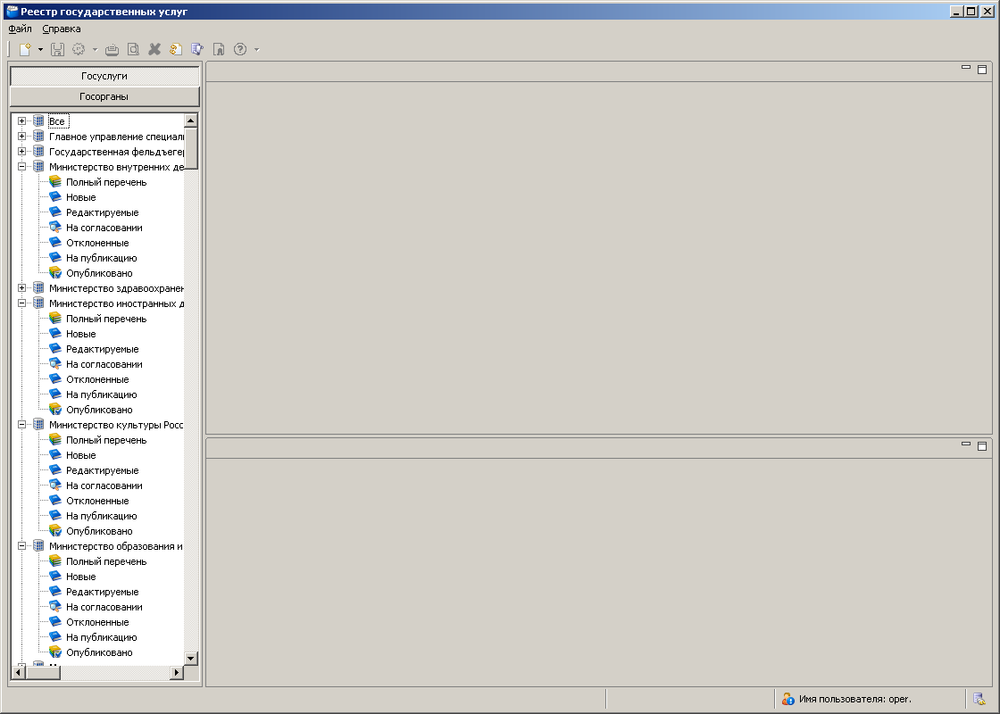 Реестр государственных услуг
Файл Справка
Госуслуги
Госорганы
Все
Главное управление специал
Государственная фельдъеге
Министерство внутренних де
Полный перечень
Новые
Редактируемые
На согласовании
Отклоненные
На публикацию
Опубликовано
Министерство здравоохране
Министерство иностранных д
Полный перечень
Новые
Редактируемые
На согласовании
Отклоненные
На публикацию
Опубликовано
Министерство культуры Росс
Полный перечень
Новые
Редактируемые
На согласовании
Отклоненные
На публикацию
Опубликовано
Министерство образования и
Полный перечень
Новые
Редактируемые
На согласовании
Отклоненные
На публикацию
Опубликовано
Имя пользователя: oper.